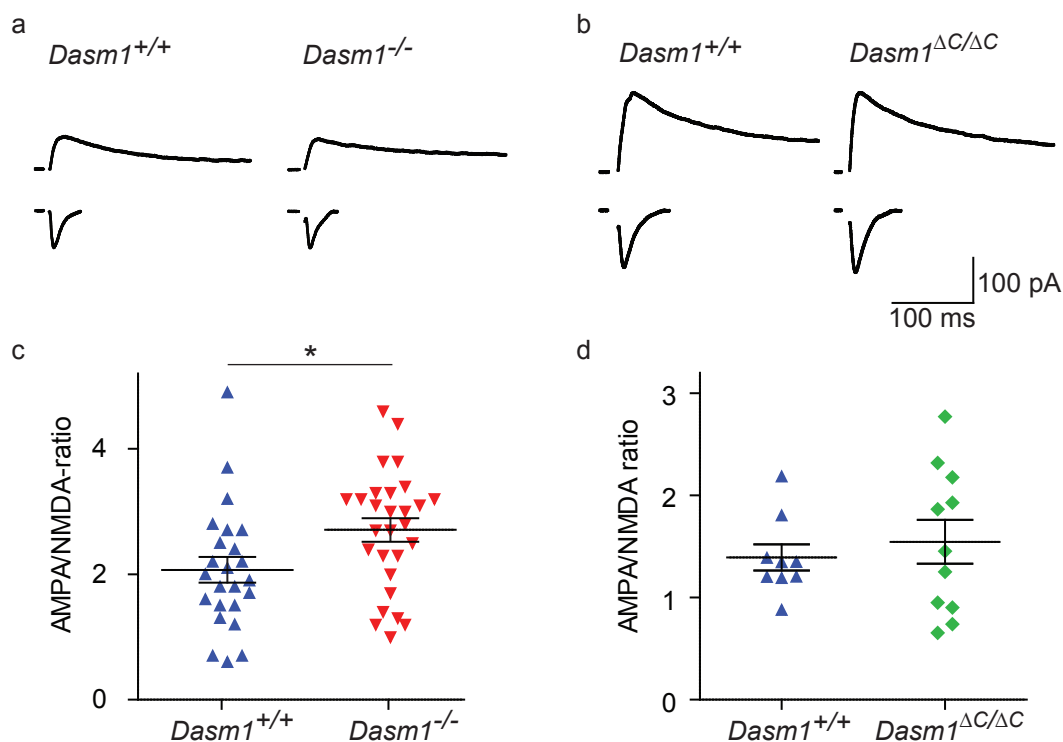 a
b
Dasm1+/+
Dasm1-/-
Dasm1+/+
Dasm1ΔC/ΔC
100 pA
100 ms
c
d
*
AMPA/NMDA-ratio
4
2
0
Dasm1+/+
Dasm1-/-
AMPA/NMDA ratio
3
2
1
0
Dasm1+/+
Dasm1ΔC/ΔC